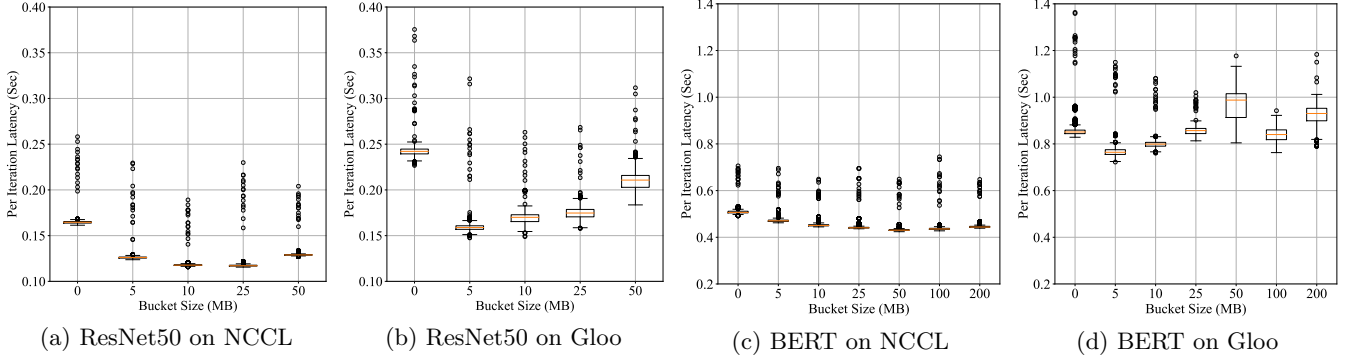 0.40
0.35
0.30
0.25
0.20
0.15
0.10
Per Iteration Latency (Sec)
0 5 10 25 50
Bucket Size (MB)
(a) ResNet50 on NCCL
0.40
0.35
0.30
0.25
0.20
0.15
0.10
Per Iteration Latency (Sec)
0 5 10 25 50
Bucket Size (MB)
(b) ResNet50 on Gloo
1.4
1.2
1.0
0.8
0.6
0.4
0.2
Per Iteration Latency (Sec)
0 5 10 25 50 100 200
Bucket Size (MB)
(c) BERT on NCCL
1.4
1.2
1.0
0.8
0.6
0.4
0.2
Per Iteration Latency (Sec)
0 5 10 25 50 100 200
Bucket Size (MB)
(d) BERT on Gloo